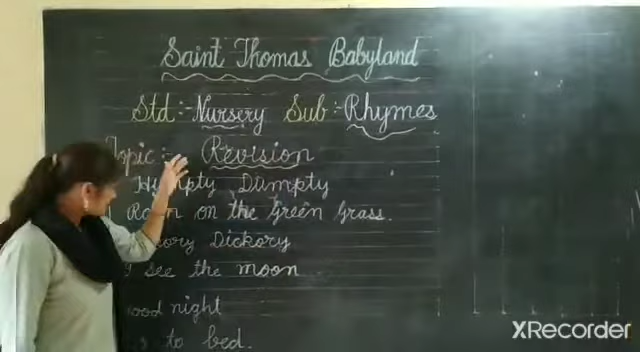 Saint Thomas Babyland
Std :- Nursery Sub :- Rhymes
Topic :- Revision
Humpty Dumpty
Rain on the Green Grass.
Dickory
I see the moon
Good night
to bed.
XRecorder